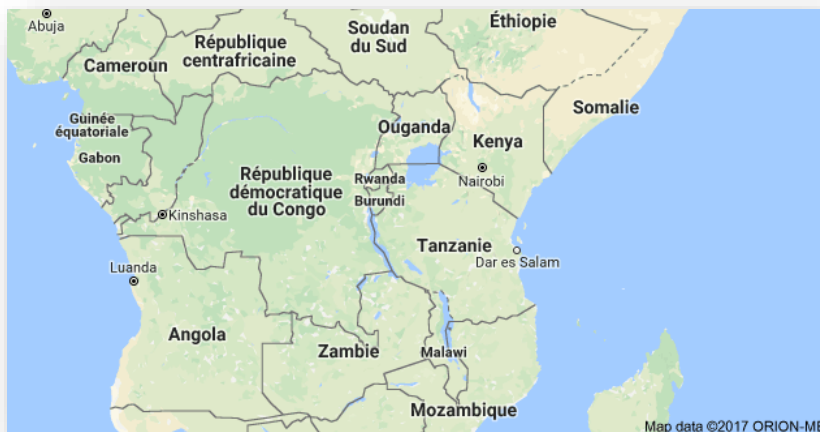 Abuja
Cameroun
République
centrafricaine
Soudan
du Sud
Éthiopie
Somalie
Guinée
équatoriale
Gabon
Ouganda
Kenya
Nairobi
République
démocratique
du Congo
Rwanda
Burundi
Kinshasa
Tanzanie
Dar es Salam
Luanda
Angola
Zambie
Malawi
Mozambique
Map data ©2017 ORION-ME